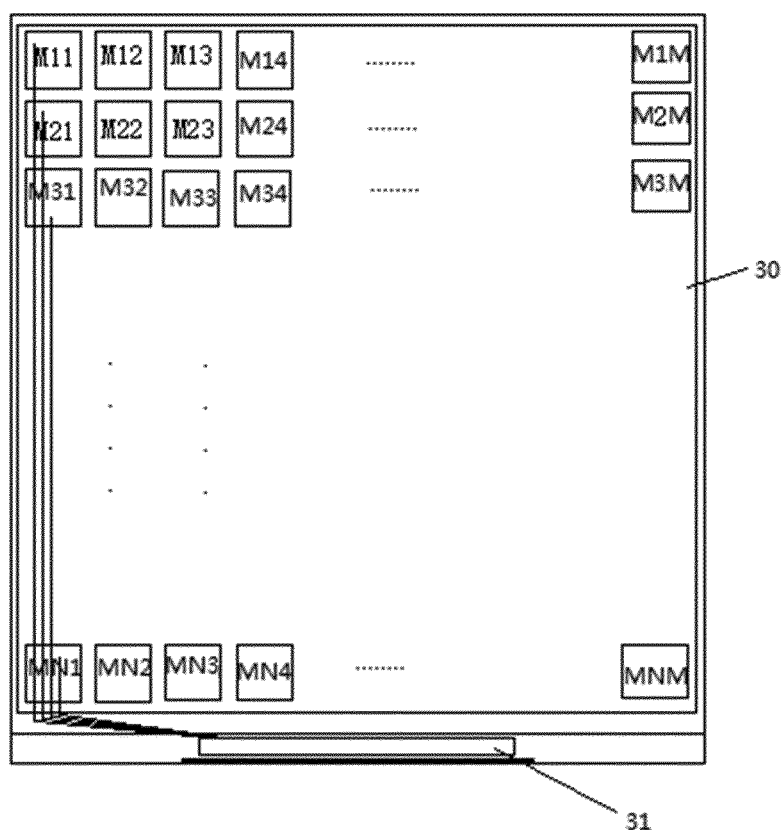 M11 M12 M13 M14 ........ M1M
M21 M22 M23 M24 ........ M2M
M31 M32 M33 M34 ........ M3M
30
MN1 MN2 MN3 MN4 ........ MNM
31